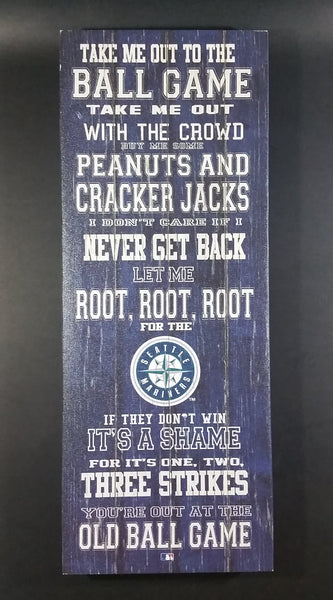 TAKE ME OUT TO THE
BALL GAME
TAKE ME OUT
WITH THE CROWD
BUY ME SOME
PEANUTS AND
CRACKER JACKS
I DON'T CARE IF I
NEVER GET BACK
LET ME
ROOT, ROOT, ROOT
FOR THE
SEATTLE
MARINERS
TM
IF THEY DON'T WIN
IT'S A SHAME
FOR IT'S ONE, TWO,
THREE STRIKES
YOU'RE OUT AT THE
OLD BALL GAME